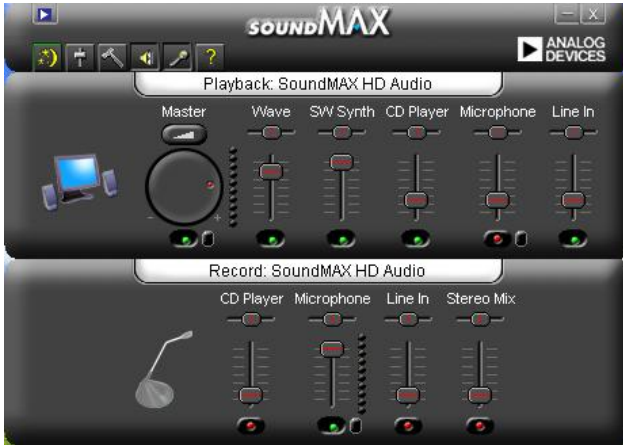 SOUNDMAX
ANALOG
DEVICES
?
Playback: SoundMAX HD Audio
Master Wave SW Synth CD Player Microphone Line In
- +
Record: SoundMAX HD Audio
CD Player Microphone Line In Stereo Mix